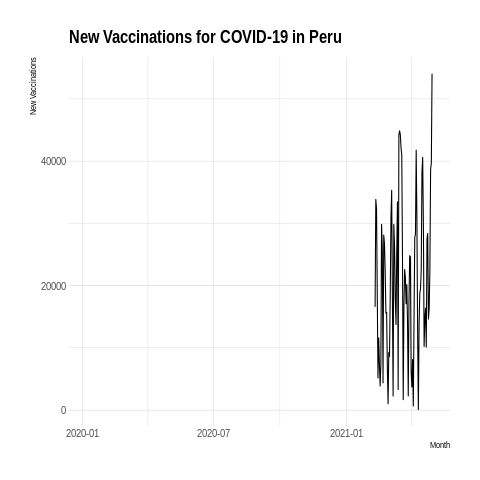 New Vaccinations for COVID-19 in Peru
New Vaccinations
40000
20000
0
2020-01 2020-07 2021-01
Month